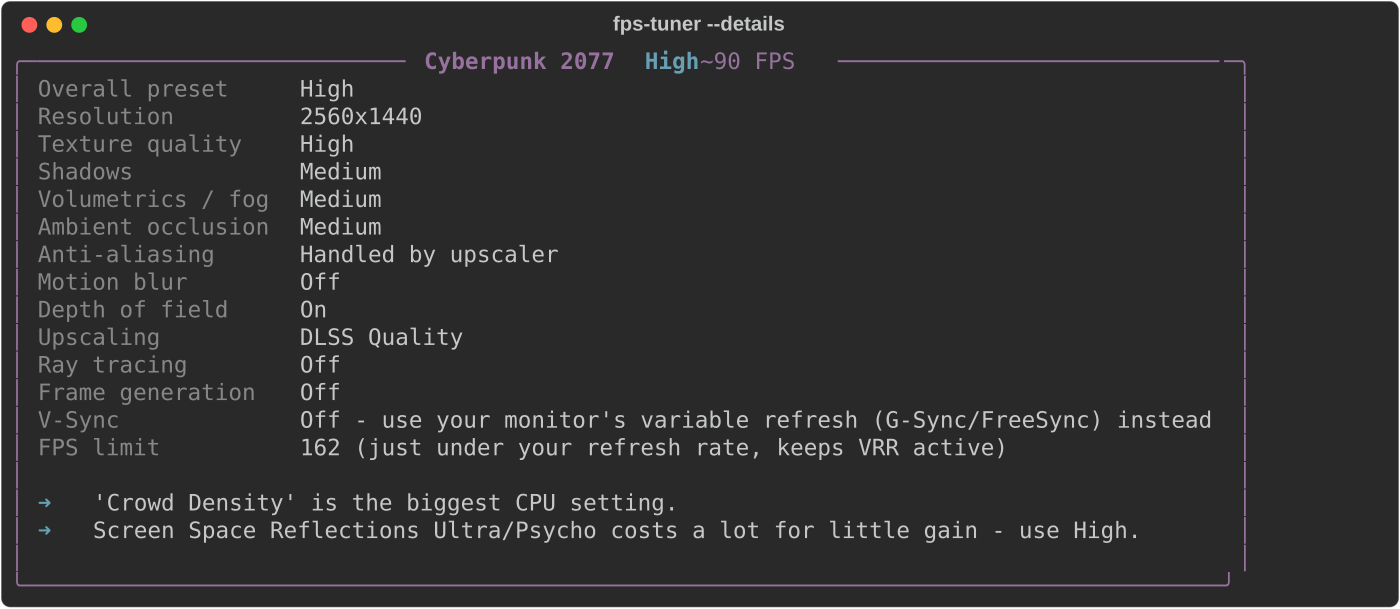 fps-tuner --details
Cyberpunk 2077 High~90 FPS
Overall preset High
Resolution 2560x1440
Texture quality High
Shadows Medium
Volumetrics / fog Medium
Ambient occlusion Medium
Anti-aliasing Handled by upscaler
Motion blur Off
Depth of field On
Upscaling DLSS Quality
Ray tracing Off
Frame generation Off
V-Sync Off - use your monitor's variable refresh (G-Sync/FreeSync) instead
FPS limit 162 (just under your refresh rate, keeps VRR active)
➜ 'Crowd Density' is the biggest CPU setting.
➜ Screen Space Reflections Ultra/Psycho costs a lot for little gain - use High.